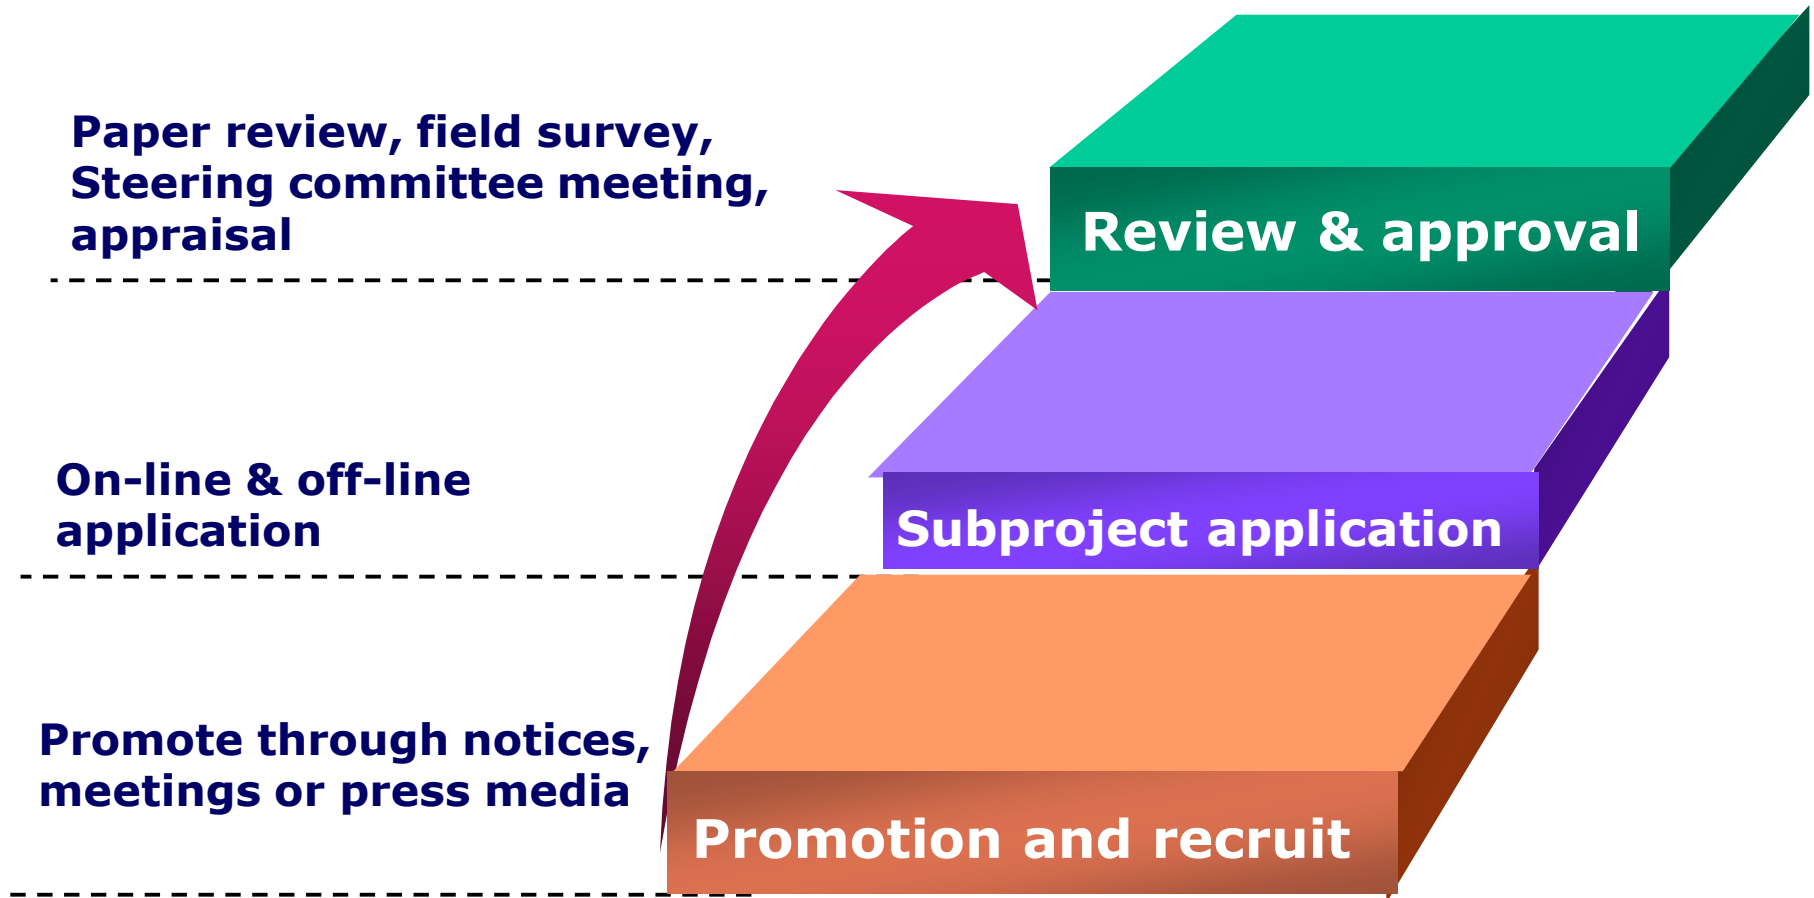 Paper review, field survey,
Steering committee meeting,
appraisal
Review & approval
On-line & off-line
application
Subproject application
Promote through notices,
meetings or press media
Promotion and recruit